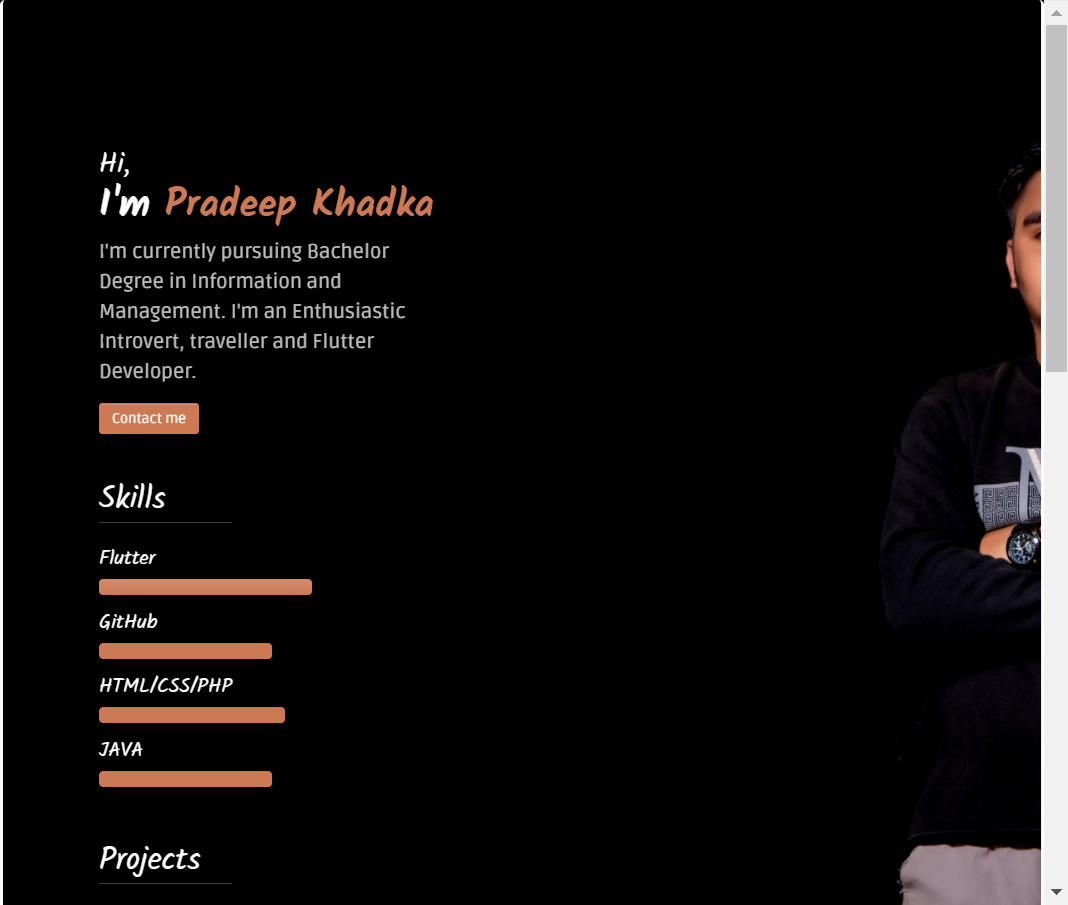 Hi,
I'm Pradeep Khadka
I'm currently pursuing Bachelor
Degree in Information and
Management. I'm an Enthusiastic
Introvert, traveller and Flutter
Developer.
Contact me
Skills
Flutter
GitHub
HTML/CSS/PHP
JAVA
Projects